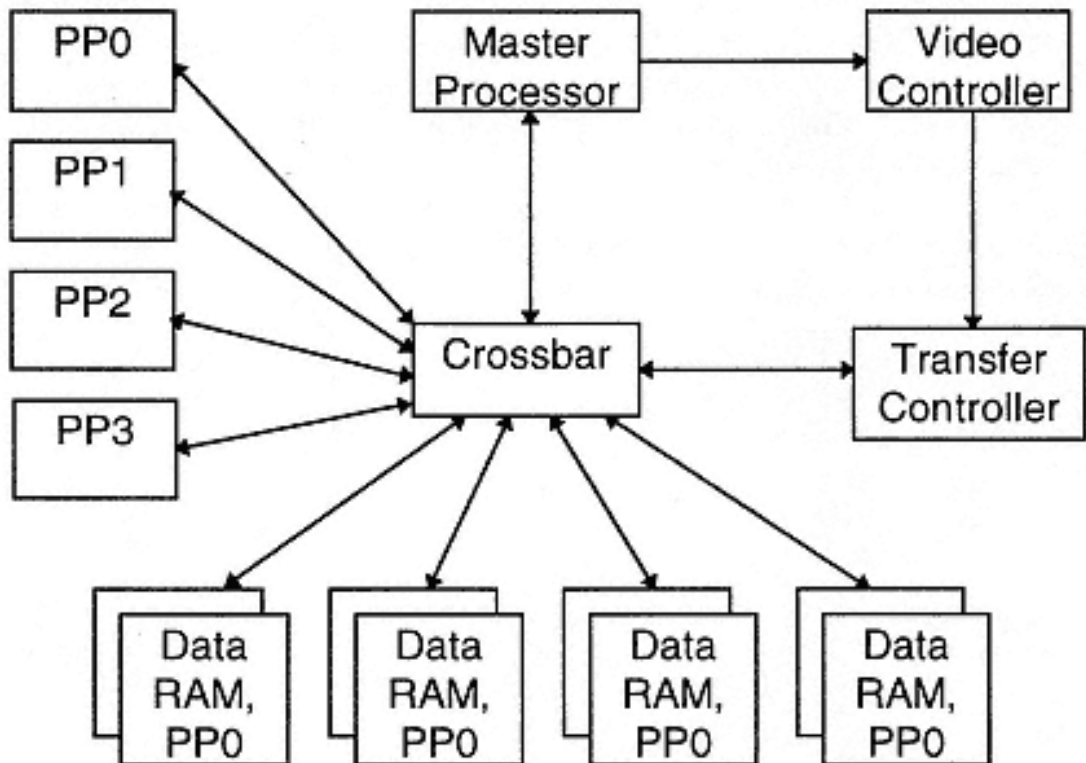 PP0
Master
Processor
Video
Controller
PP1
PP2
Crossbar
Transfer
Controller
PP3
Data
RAM,
PP0
Data
RAM,
PP0
Data
RAM,
PP0
Data
RAM,
PP0